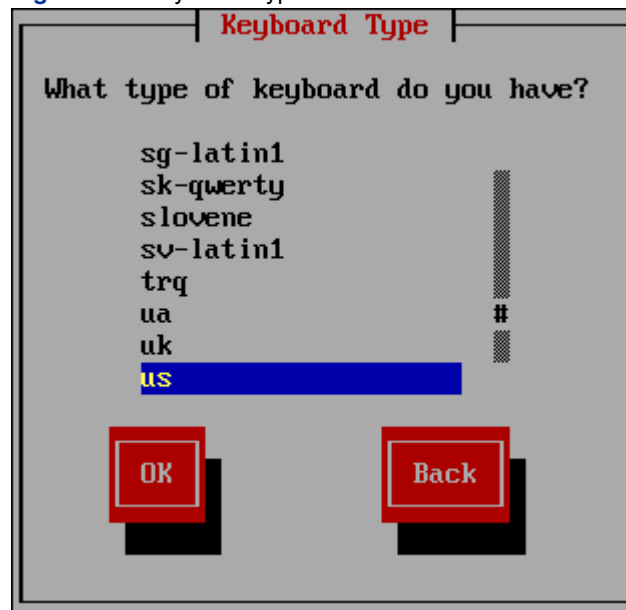 Keyboard Type
What type of keyboard do you have?
sg-latin1
sk-qwerty
slovene
sv-latin1
trq
ua
#
uk
us
OK
Back